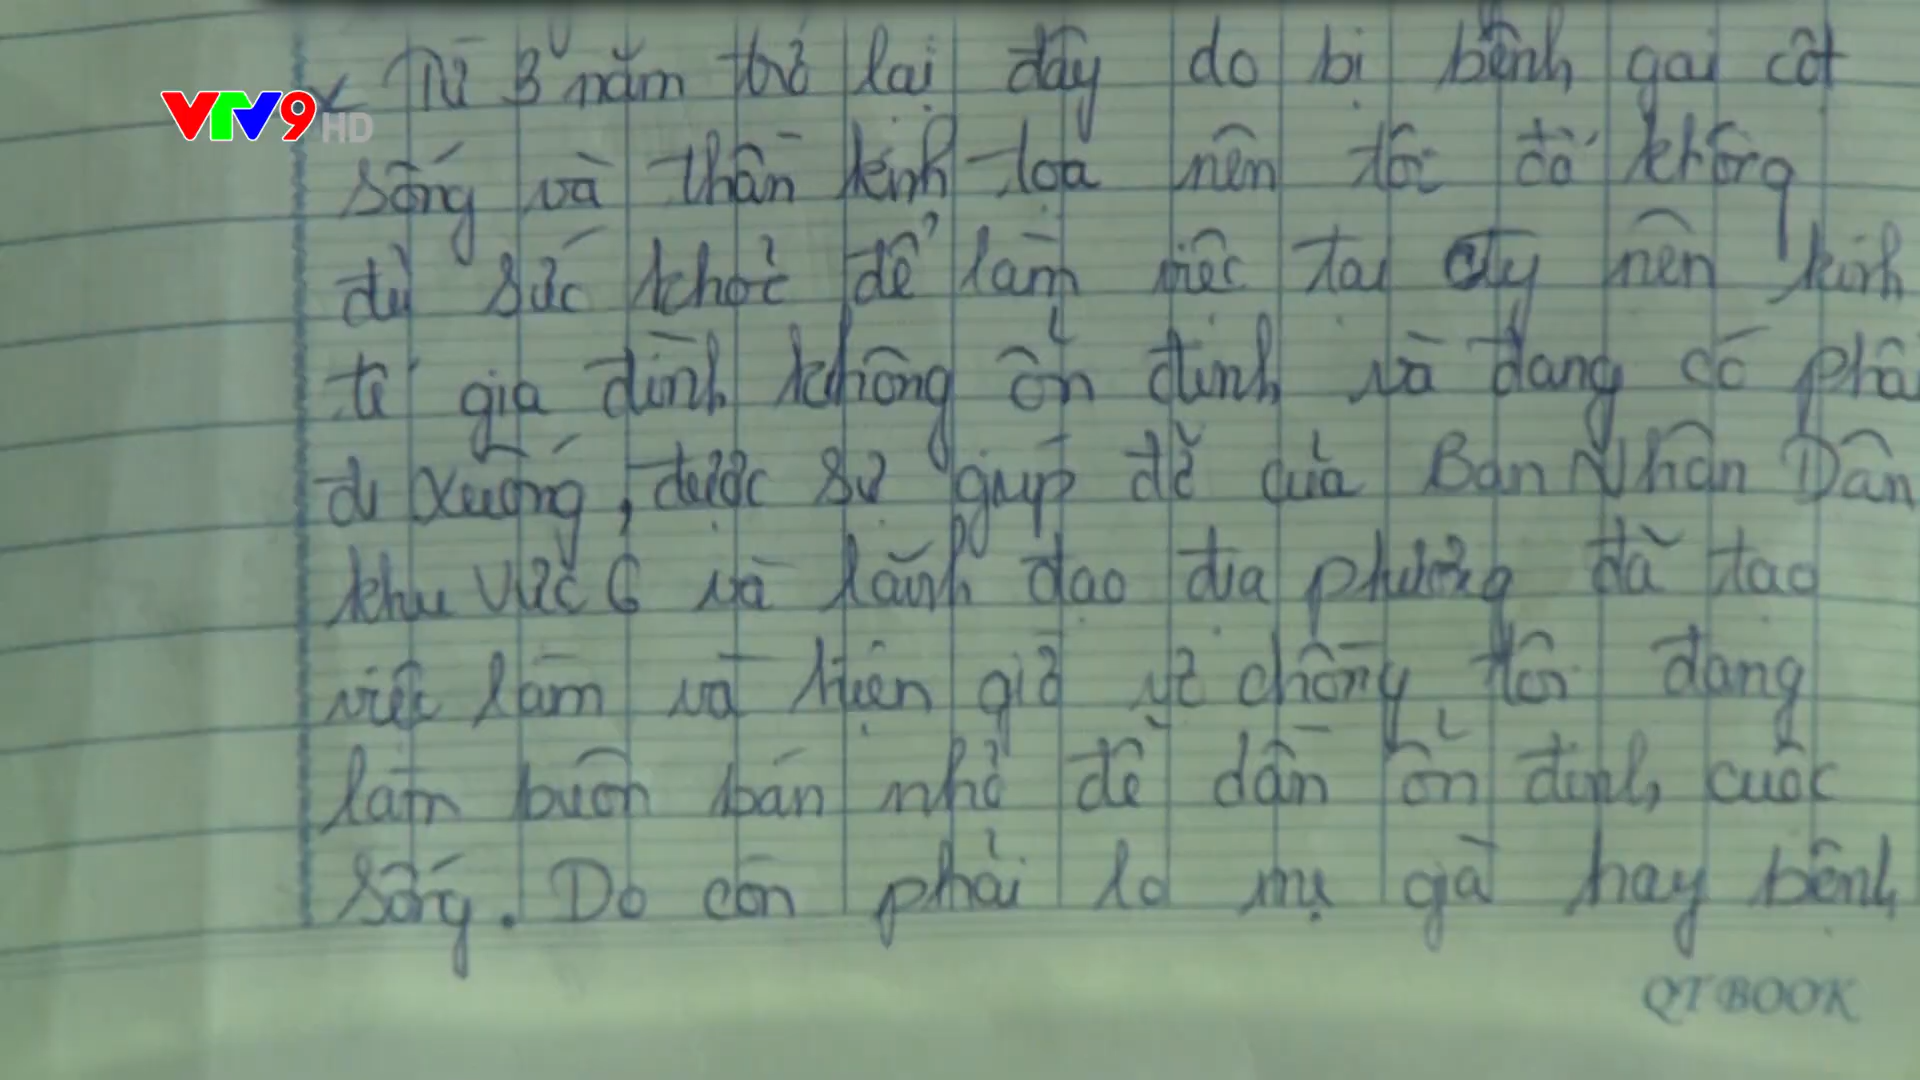 VTV9 HD
Từ 3 năm trở lại đây do bị bệnh gai cột
sống và thần kinh tọa nên tôi đã không
đủ sức khỏe để làm việc tại cty nên kinh
tế gia đình không ổn định và đang có
đi xuống, được sự giúp đỡ của Ban Nhân Dân
khu vực 6 và lãnh đạo địa phương đã tạo
việc làm và hiện giờ vợ chồng tôi đang
làm buôn bán nhỏ để dần ổn định cuộc
sống. Do còn phải lo mẹ già hay bệnh
QT BOOK